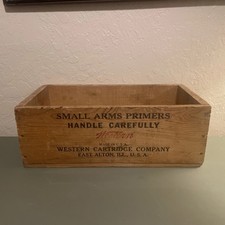 SMALL ARMS PRIMERS
HANDLE CAREFULLY
WESTERN CARTRIDGE COMPANY
EAST ALTON, ILL., U.S.A.